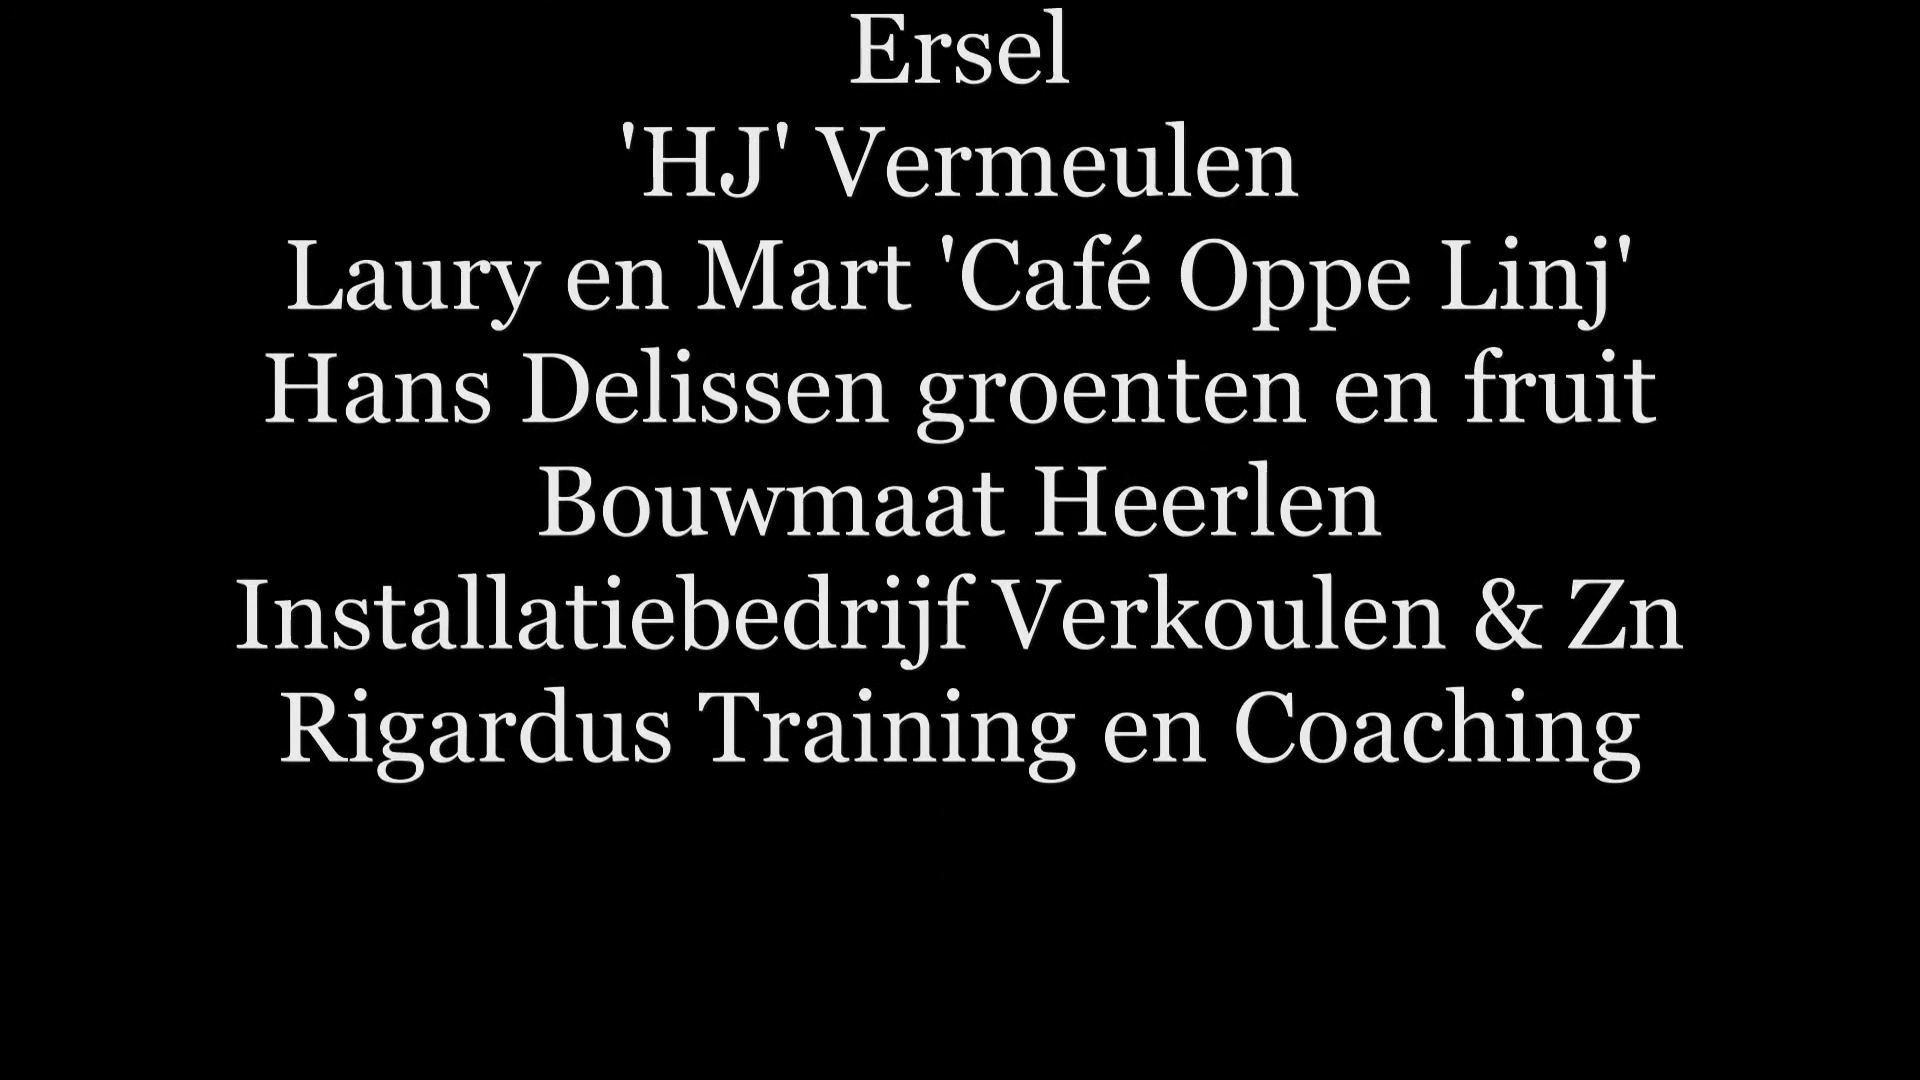 Ersel
'HJ' Vermeulen
Laury en Mart 'Café Oppe Linj'
Hans Delissen groenten en fruit
Bouwmaat Heerlen
Installatiebedrijf Verkoulen & Zn
Rigardus Training en Coaching